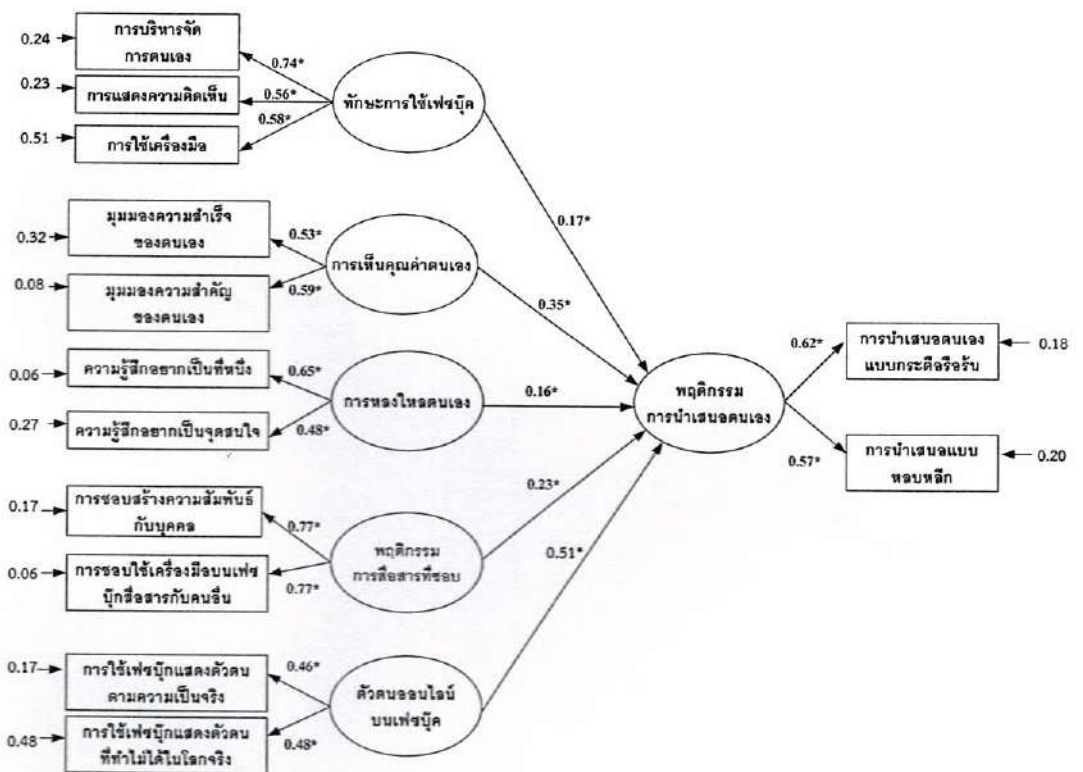 0.24
การบริหารจัด
การตนเอง
0.74*
0.23
การแสดงความคิดเห็น
0.56*
ทักษะการใช้เฟซบุ๊ค
0.51
การใช้เครื่องมือ
0.58*
0.17*
0.32
มุมมองความสำเร็จ
ของตนเอง
0.53*
การเห็นคุณค่าตนเอง
0.08
มุมมองความสำคัญ
ของตนเอง
0.59*
0.35*
0.06
ความรู้สึกอยากเป็นที่หนึ่ง
0.65*
การหลงใหลตนเอง
0.16*
0.27
ความรู้สึกอยากเป็นจุดสนใจ
0.48*
พฤติกรรม
การนำเสนอตนเอง
0.62*
การนำเสนอตนเอง
แบบกระตือรือร้น
0.18
0.57*
การนำเสนอแบบ
หลบหลีก
0.20
0.17
การชอบสร้างความสัมพันธ์
กับบุคคล
0.77*
พฤติกรรม
การสื่อสารที่ชอบ
0.23*
0.06
การชอบใช้เครื่องมือบนเฟซ
บุ๊กสื่อสารกับคนอื่น
0.77*
0.51*
0.17
การใช้เฟซบุ๊กแสดงตัวตน
ตามความเป็นจริง
0.46*
ตัวตนออนไลน์
บนเฟซบุ๊ค
0.48
การใช้เฟซบุ๊กแสดงตัวตน
ที่ทำไม่ได้ในโลกจริง
0.48*